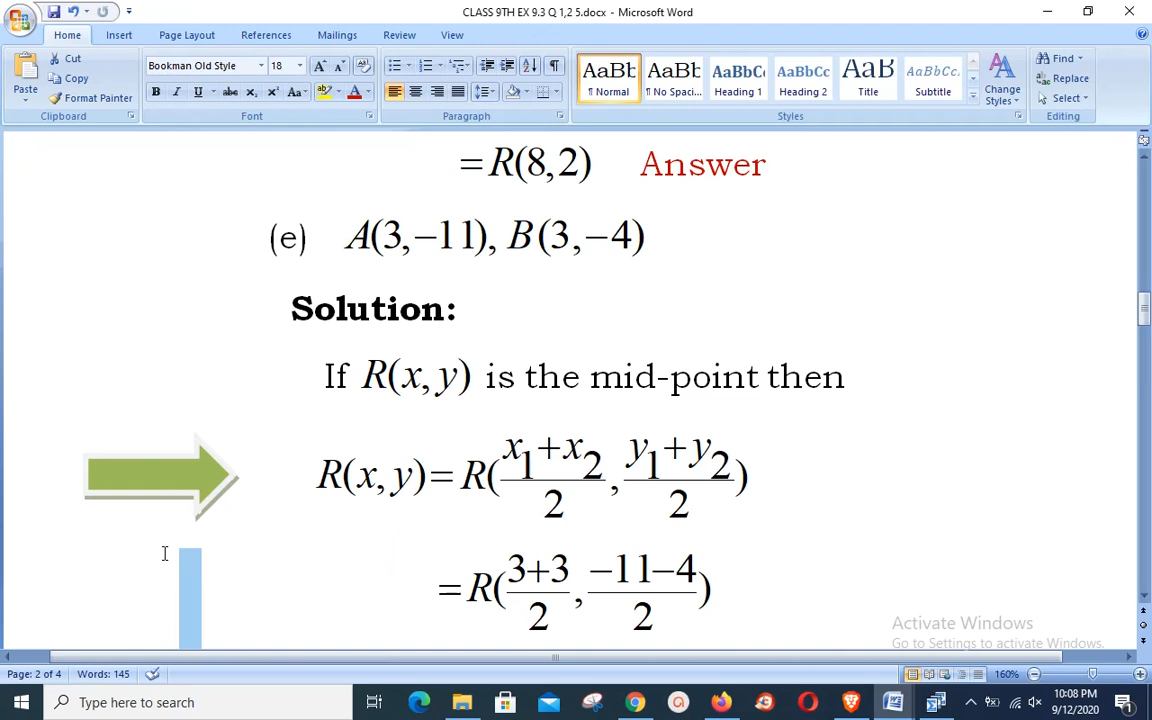 CLASS 9TH EX 9.3 Q 1,2 5.docx - Microsoft Word
Home Insert Page Layout References Mailings Review View
Paste
Cut
Copy
Format Painter
Clipboard
Bookman Old Style 18
Font
Paragraph
AaBb AaBb AaBbC AaBbCc AaB AaBbCc.
¶ Normal ¶ No Spaci... Heading 1 Heading 2 Title Subtitle
Change Styles
Styles
Find
Replace
Select
Editing
= R(8,2) Answer
(e) A(3,−11), B(3,−4)
Solution:
If R(x, y) is the mid-point then
R(x, y) = R((x₁+x₂)/2, (y₁+y₂)/2)
= R((3+3)/2, (−11−4)/2)
Activate Windows
Go to Settings to activate Windows.
Page: 2 of 4 Words: 145 160%
Type here to search
10:08 PM
9/12/2020